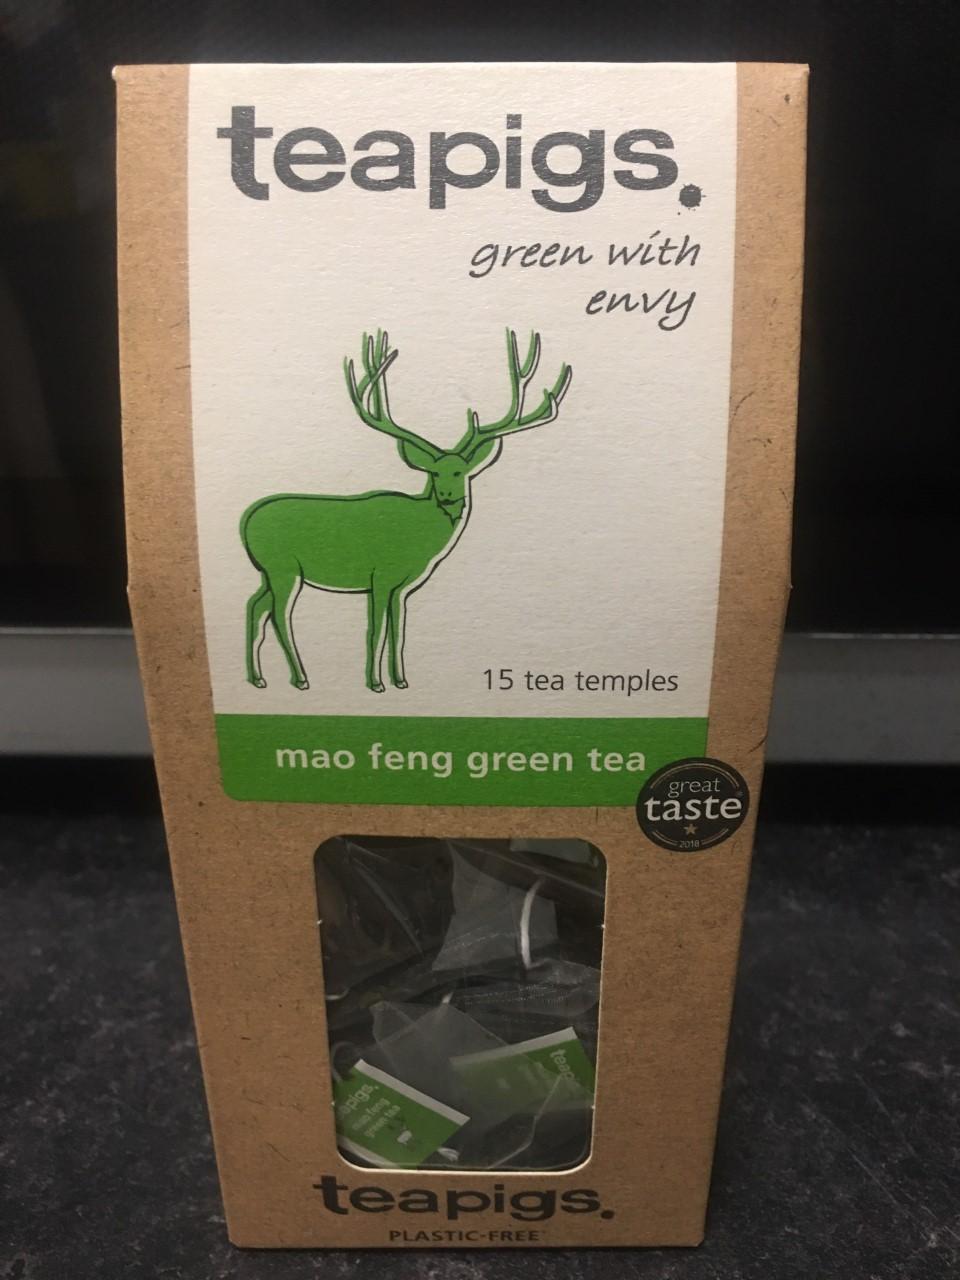 teapigs.
green with
envy
15 tea temples
mao feng green tea
great
taste
2018
teapigs.
mao feng
green tea
teapigs.
PLASTIC-FREE